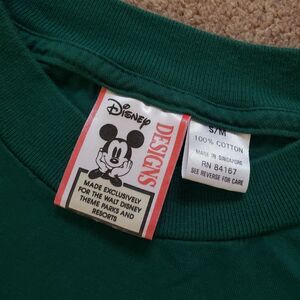 Disney
DESIGNS
MADE EXCLUSIVELY
FOR THE WALT DISNEY
THEME PARKS AND
RESORTS
S/M
100% COTTON
MADE IN SINGAPORE
RN 84167
SEE REVERSE FOR CARE